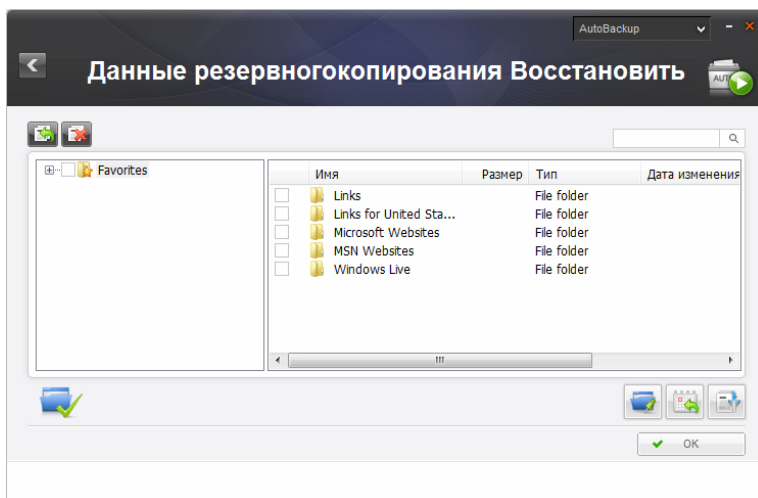 AutoBackup
Данные резервногокопирования Восстановить
AUTO
Favorites
Имя Размер Тип Дата изменения
Links File folder
Links for United Sta... File folder
Microsoft Websites File folder
MSN Websites File folder
Windows Live File folder
OK